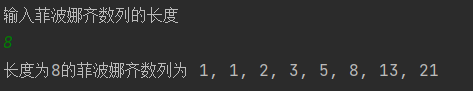 输入菲波娜齐数列的长度
8
长度为8的菲波娜齐数列为 1, 1, 2, 3, 5, 8, 13, 21